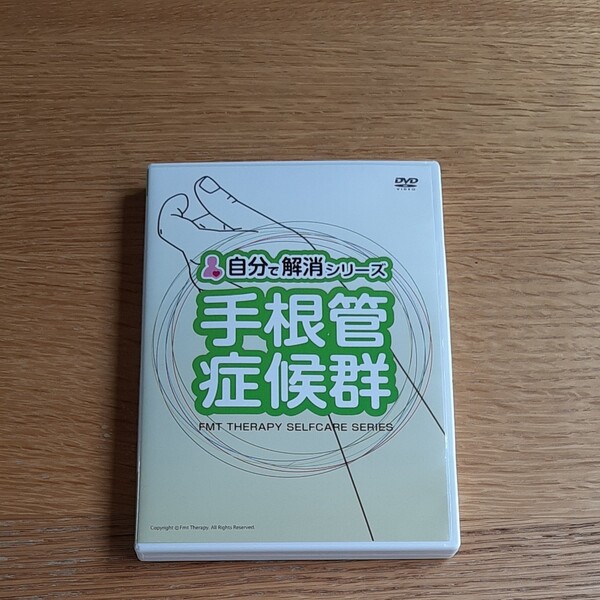 DVD
VIDEO
自分で解消シリーズ
手根管
症候群
FMT THERAPY SELFCARE SERIES
Copyright © Fmt Therapy. All Rights Reserved.